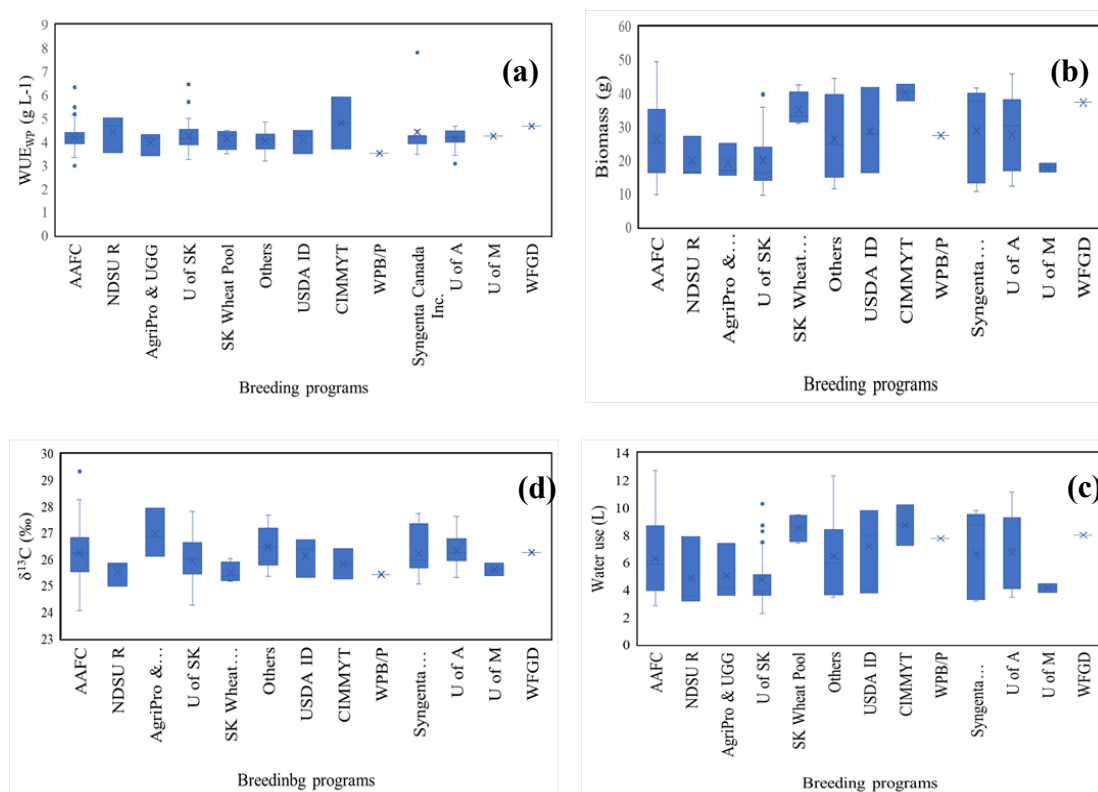 (a)
WUEWP (g L-1)
9
8
7
6
5
4
3
2
1
0
AAFC
NDSU R
AgriPro & UGG
U of SK
SK Wheat Pool
Others
USDA ID
CIMMYT
WPB/P
Syngenta Canada
Inc.
U of A
U of M
WFGD
Breeding programs
(b)
Biomass (g)
60
50
40
30
20
10
0
AAFC
NDSU R
AgriPro &...
U of SK
SK Wheat...
Others
USDA ID
CIMMYT
WPB/P
Syngenta...
U of A
U of M
WFGD
Breeding programs
(d)
δ13C (‰)
30
29
28
27
26
25
24
23
AAFC
NDSU R
AgriPro &...
U of SK
SK Wheat...
Others
USDA ID
CIMMYT
WPB/P
Syngenta...
U of A
U of M
WFGD
Breedinbg programs
(c)
Water use (L)
14
12
10
8
6
4
2
0
AAFC
NDSU R
AgriPro & UGG
U of SK
SK Wheat Pool
Others
USDA ID
CIMMYT
WPB/P
Syngenta...
U of A
U of M
WFGD
Breeding programs